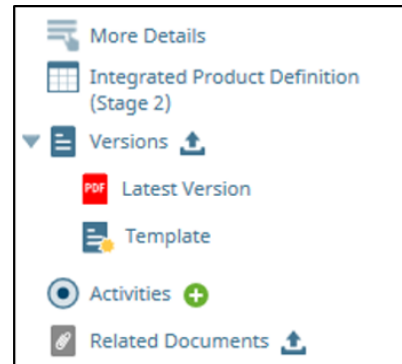 More Details
Integrated Product Definition
(Stage 2)
Versions
PDF Latest Version
Template
Activities
Related Documents